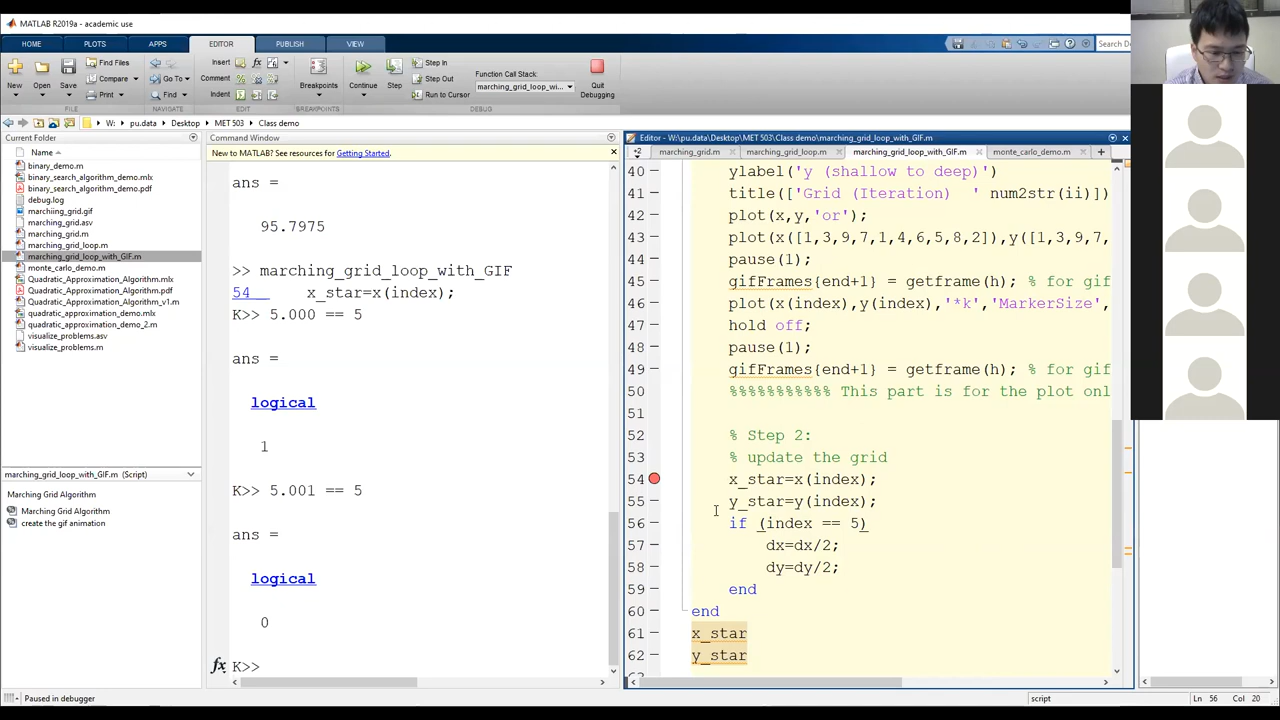 MATLAB R2019a - academic use
HOME PLOTS APPS EDITOR PUBLISH VIEW
Search Do
New Open Save
Find Files
Compare
Print
Go To
Find
Insert
Comment
Indent
Breakpoints
Continue Step
Step In
Step Out
Run to Cursor
Function Call Stack:
marching_grid_loop_wi...
Quit
Debugging
FILE NAVIGATE EDIT BREAKPOINTS DEBUG
W: pu.data Desktop MET 503 Class demo
Current Folder
Name
binary_demo.m
binary_search_algorithm_demo.mlx
binary_search_algorithm_demo.pdf
debug.log
marchiing_grid.gif
marching_grid.asv
marching_grid.m
marching_grid_loop.m
marching_grid_loop_with_GIF.m
monte_carlo_demo.m
Quadratic_Approximation_Algorithm.mlx
Quadratic_Approximation_Algorithm.pdf
Quadratic_Approximation_Algorithm_v1.m
quadratic_approximation_demo.mlx
quadratic_approximation_demo_2.m
visualize_problems.asv
visualize_problems.m
marching_grid_loop_with_GIF.m (Script)
Marching Grid Algorithm
Marching Grid Algorithm
create the gif animation
Paused in debugger
Command Window
New to MATLAB? See resources for Getting Started.
ans =
95.7975
>> marching_grid_loop_with_GIF
54 x_star=x(index);
K>> 5.000 == 5
ans =
logical
1
K>> 5.001 == 5
ans =
logical
0
fx K>>
Editor - W:\pu.data\Desktop\MET 503\Class demo\marching_grid_loop_with_GIF.m
marching_grid.m marching_grid_loop.m marching_grid_loop_with_GIF.m monte_carlo_demo.m
40 ylabel('y (shallow to deep)')
41 title(['Grid (Iteration) ' num2str(ii)])
42 plot(x,y,'or');
43 plot(x([1,3,9,7,1,4,6,5,8,2]),y([1,3,9,7,
44 pause(1);
45 gifFrames{end+1} = getframe(h); % for gif
46 plot(x(index),y(index),'*k','MarkerSize',
47 hold off;
48 pause(1);
49 gifFrames{end+1} = getframe(h); % for gif
50 %%%%%%%%%%% This part is for the plot onl
51
52 % Step 2:
53 % update the grid
54 x_star=x(index);
55 y_star=y(index);
56 if (index == 5)
57 dx=dx/2;
58 dy=dy/2;
59 end
60 end
61 x_star
62 y_star
script
Ln 56 Col 20